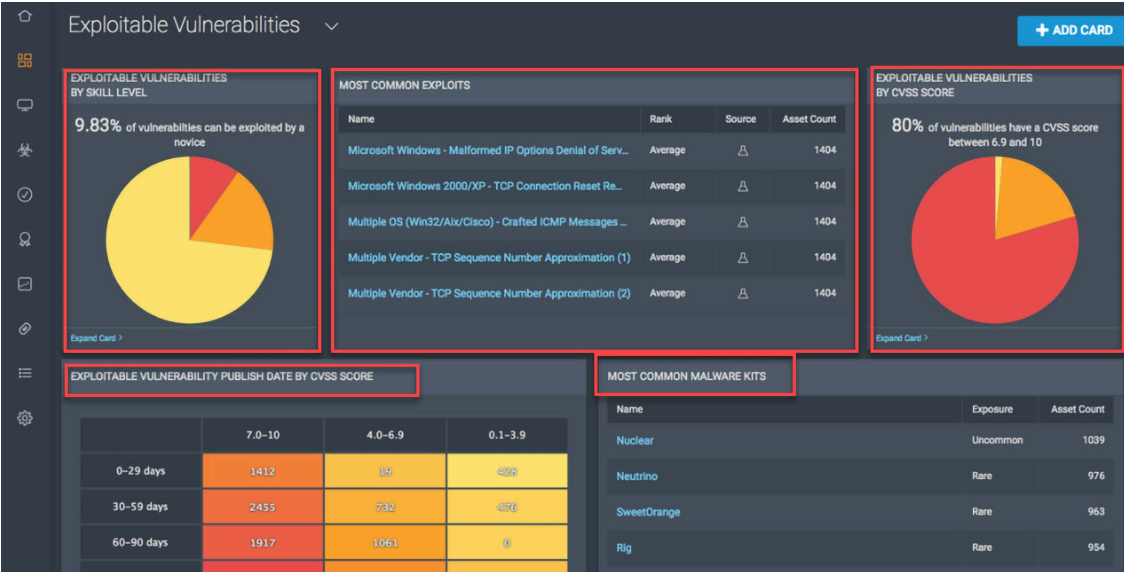 Exploitable Vulnerabilities
+ ADD CARD
EXPLOITABLE VULNERABILITIES
BY SKILL LEVEL
9.83% of vulnerabilties can be exploited by a
novice
Expand Card >
MOST COMMON EXPLOITS
Name Rank Source Asset Count
Microsoft Windows - Malformed IP Options Denial of Serv... Average 1404
Microsoft Windows 2000/XP - TCP Connection Reset Re... Average 1404
Multiple OS (Win32/Aix/Cisco) - Crafted ICMP Messages ... Average 1404
Multiple Vendor - TCP Sequence Number Approximation (1) Average 1404
Multiple Vendor - TCP Sequence Number Approximation (2) Average 1404
EXPLOITABLE VULNERABILITIES
BY CVSS SCORE
80% of vulnerabilities have a CVSS score
between 6.9 and 10
Expand Card >
EXPLOITABLE VULNERABILITY PUBLISH DATE BY CVSS SCORE
7.0-10 4.0-6.9 0.1-3.9
0-29 days 1412 19 428
30-59 days 2455 732 476
60-90 days 1917 1061 0
MOST COMMON MALWARE KITS
Name Exposure Asset Count
Nuclear Uncommon 1039
Neutrino Rare 976
SweetOrange Rare 963
Rig Rare 954